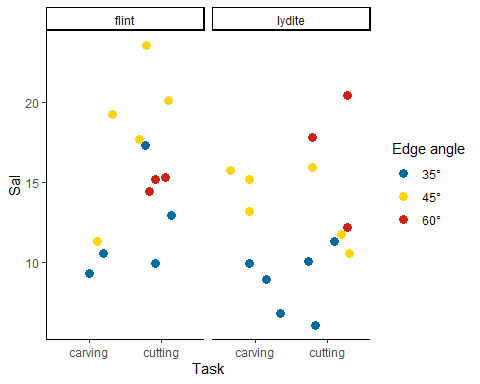 flint
lydite
20
15
10
Sal
carving
cutting
carving
cutting
Task
Edge angle
35°
45°
60°